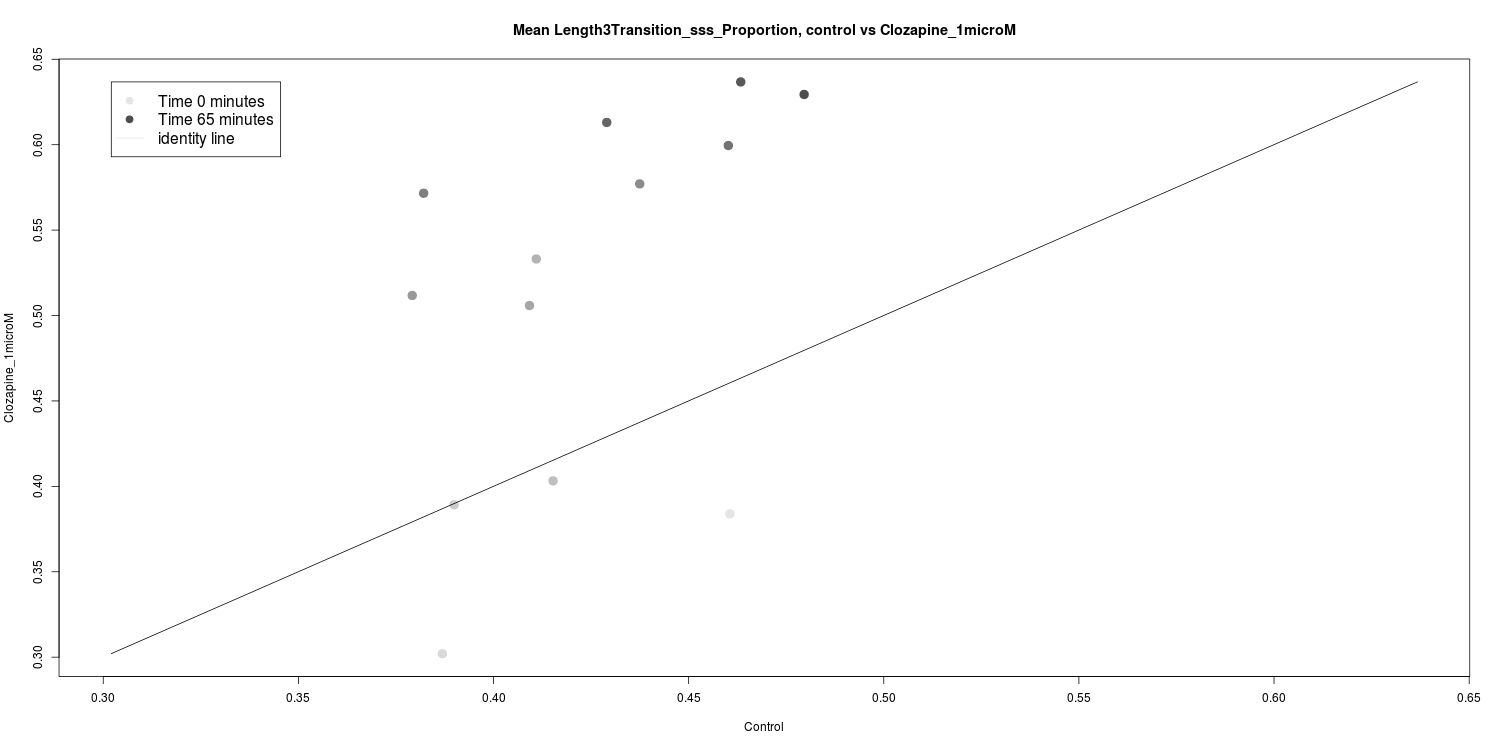 Mean Length3Transition_sss_Proportion, control vs Clozapine_1microM
Time 0 minutes
Time 65 minutes
identity line
Clozapine_1microM
0.65
0.60
0.55
0.50
0.45
0.40
0.35
0.30
0.30 0.35 0.40 0.45 0.50 0.55 0.60 0.65
Control